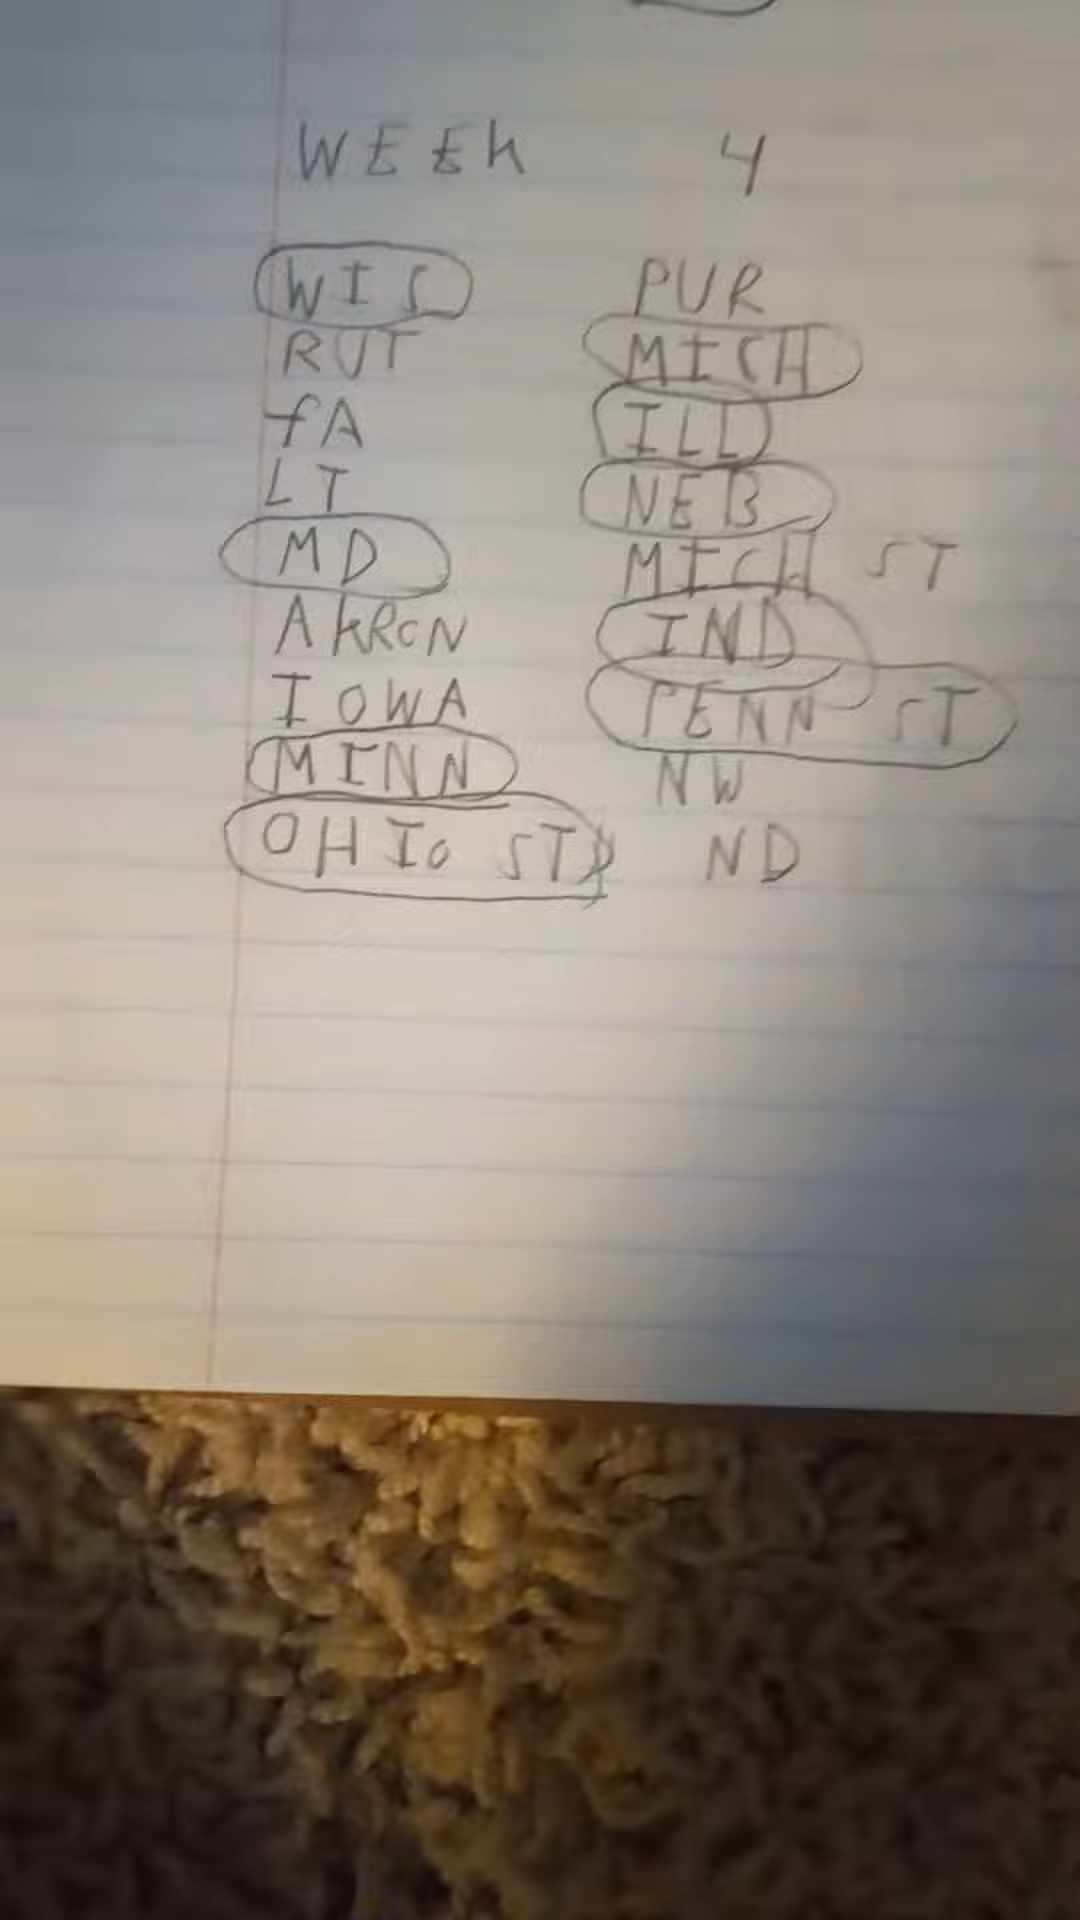 WEEK 4
WIS PUR
RUT MICH
fA ILL
LT NEB
MD MICH ST
AKRON IND
IOWA PENN ST
MINN NW
OHIO ST ND